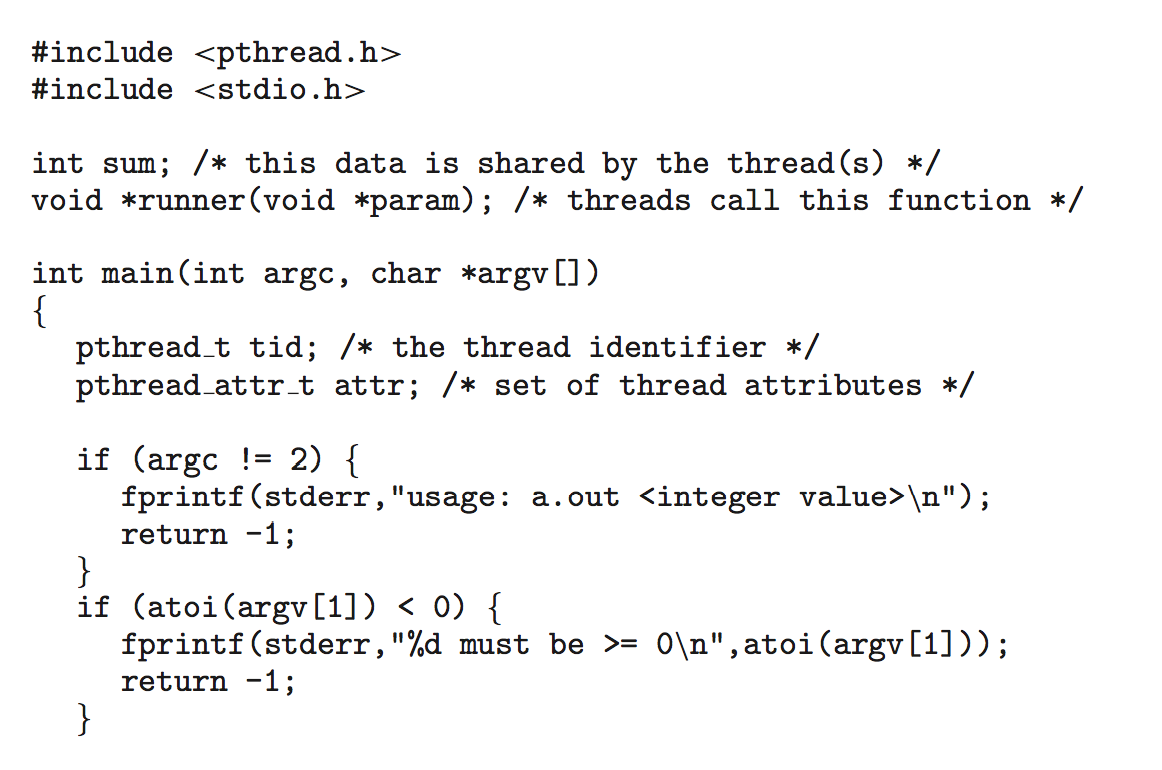 #include <pthread.h>
#include <stdio.h>
int sum; /* this data is shared by the thread(s) */
void *runner(void *param); /* threads call this function */
int main(int argc, char *argv[])
{
pthread_t tid; /* the thread identifier */
pthread_attr_t attr; /* set of thread attributes */
if (argc != 2) {
fprintf(stderr,"usage: a.out <integer value>\n");
return -1;
}
if (atoi(argv[1]) < 0) {
fprintf(stderr,"%d must be >= 0\n",atoi(argv[1]));
return -1;
}